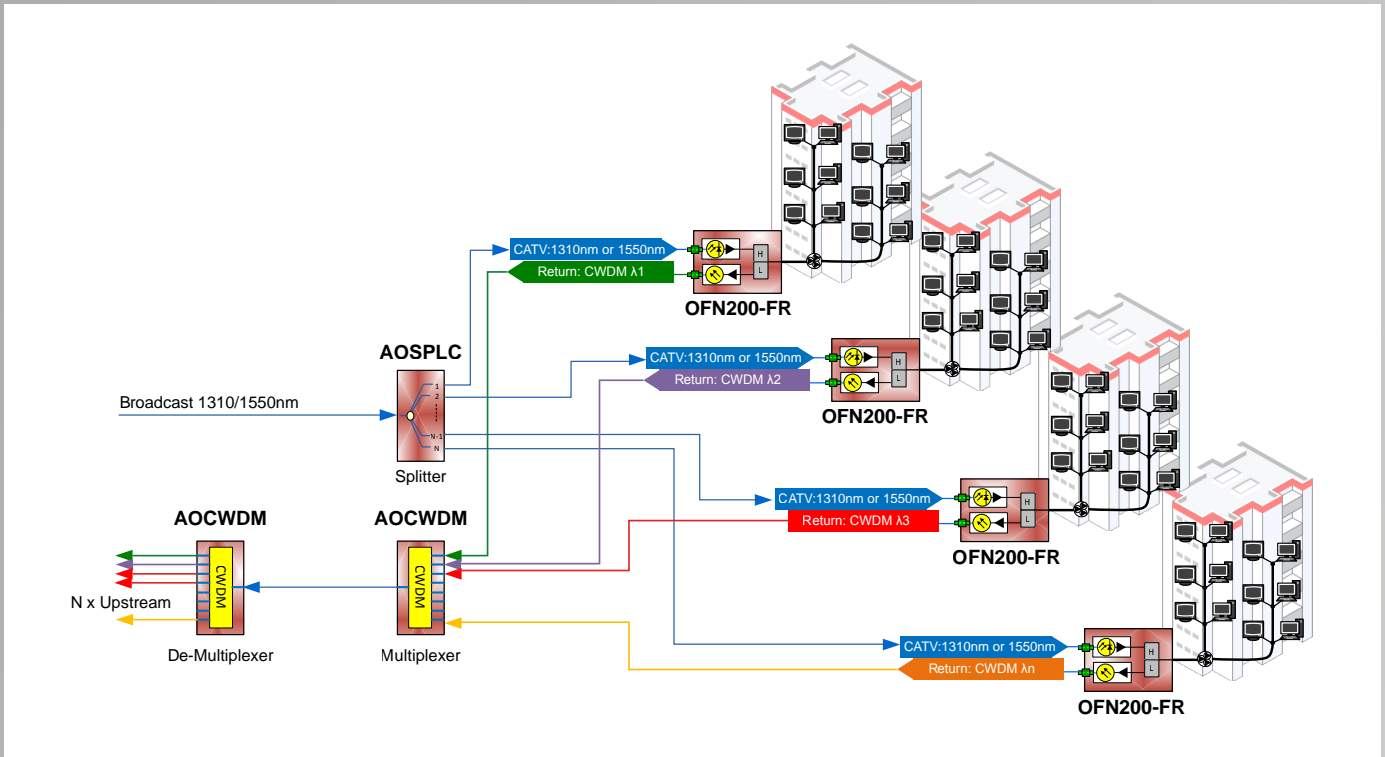 CATV:1310nm or 1550nm
Return: CWDM λ1
H
L
OFN200-FR
AOSPLC
CATV:1310nm or 1550nm
Return: CWDM λ2
H
L
OFN200-FR
Broadcast 1310/1550nm
1
2
N-1
N
Splitter
CATV:1310nm or 1550nm
Return: CWDM λ3
H
L
OFN200-FR
AOCWDM
AOCWDM
CWDM
CWDM
N x Upstream
De-Multiplexer
Multiplexer
CATV:1310nm or 1550nm
Return: CWDM λn
H
L
OFN200-FR